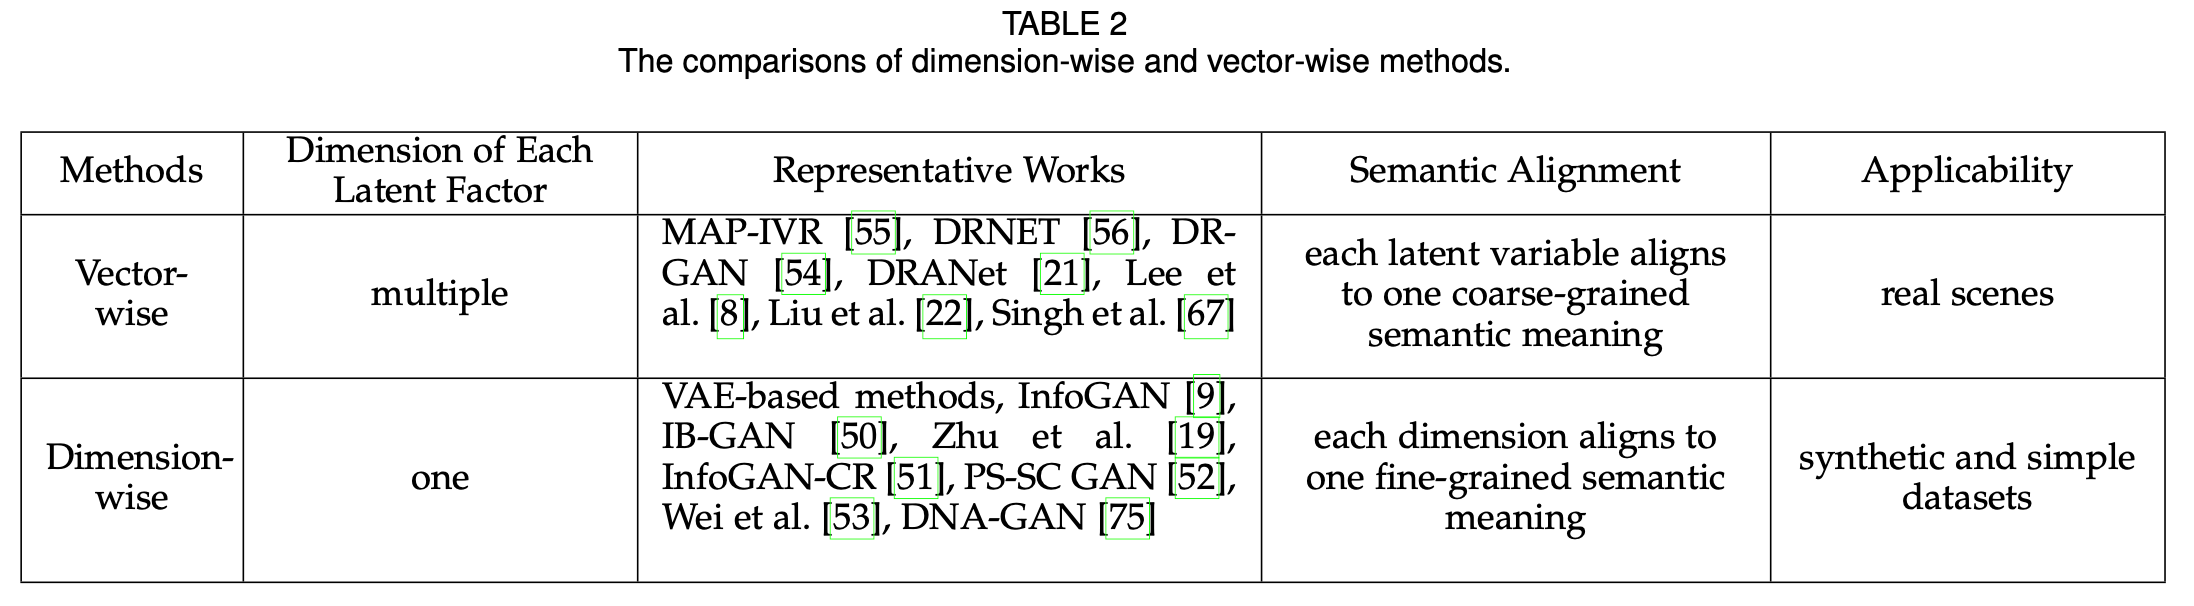 TABLE 2
The comparisons of dimension-wise and vector-wise methods.
Methods
Dimension of Each
Latent Factor
Representative Works
Semantic Alignment
Applicability
Vector-
wise
multiple
MAP-IVR [55], DRNET [56], DR-
GAN [54], DRANet [21], Lee et
al. [8], Liu et al. [22], Singh et al. [67]
each latent variable aligns
to one coarse-grained
semantic meaning
real scenes
Dimension-
wise
one
VAE-based methods, InfoGAN [9],
IB-GAN [50], Zhu et al. [19],
InfoGAN-CR [51], PS-SC GAN [52],
Wei et al. [53], DNA-GAN [75]
each dimension aligns to
one fine-grained semantic
meaning
synthetic and simple
datasets